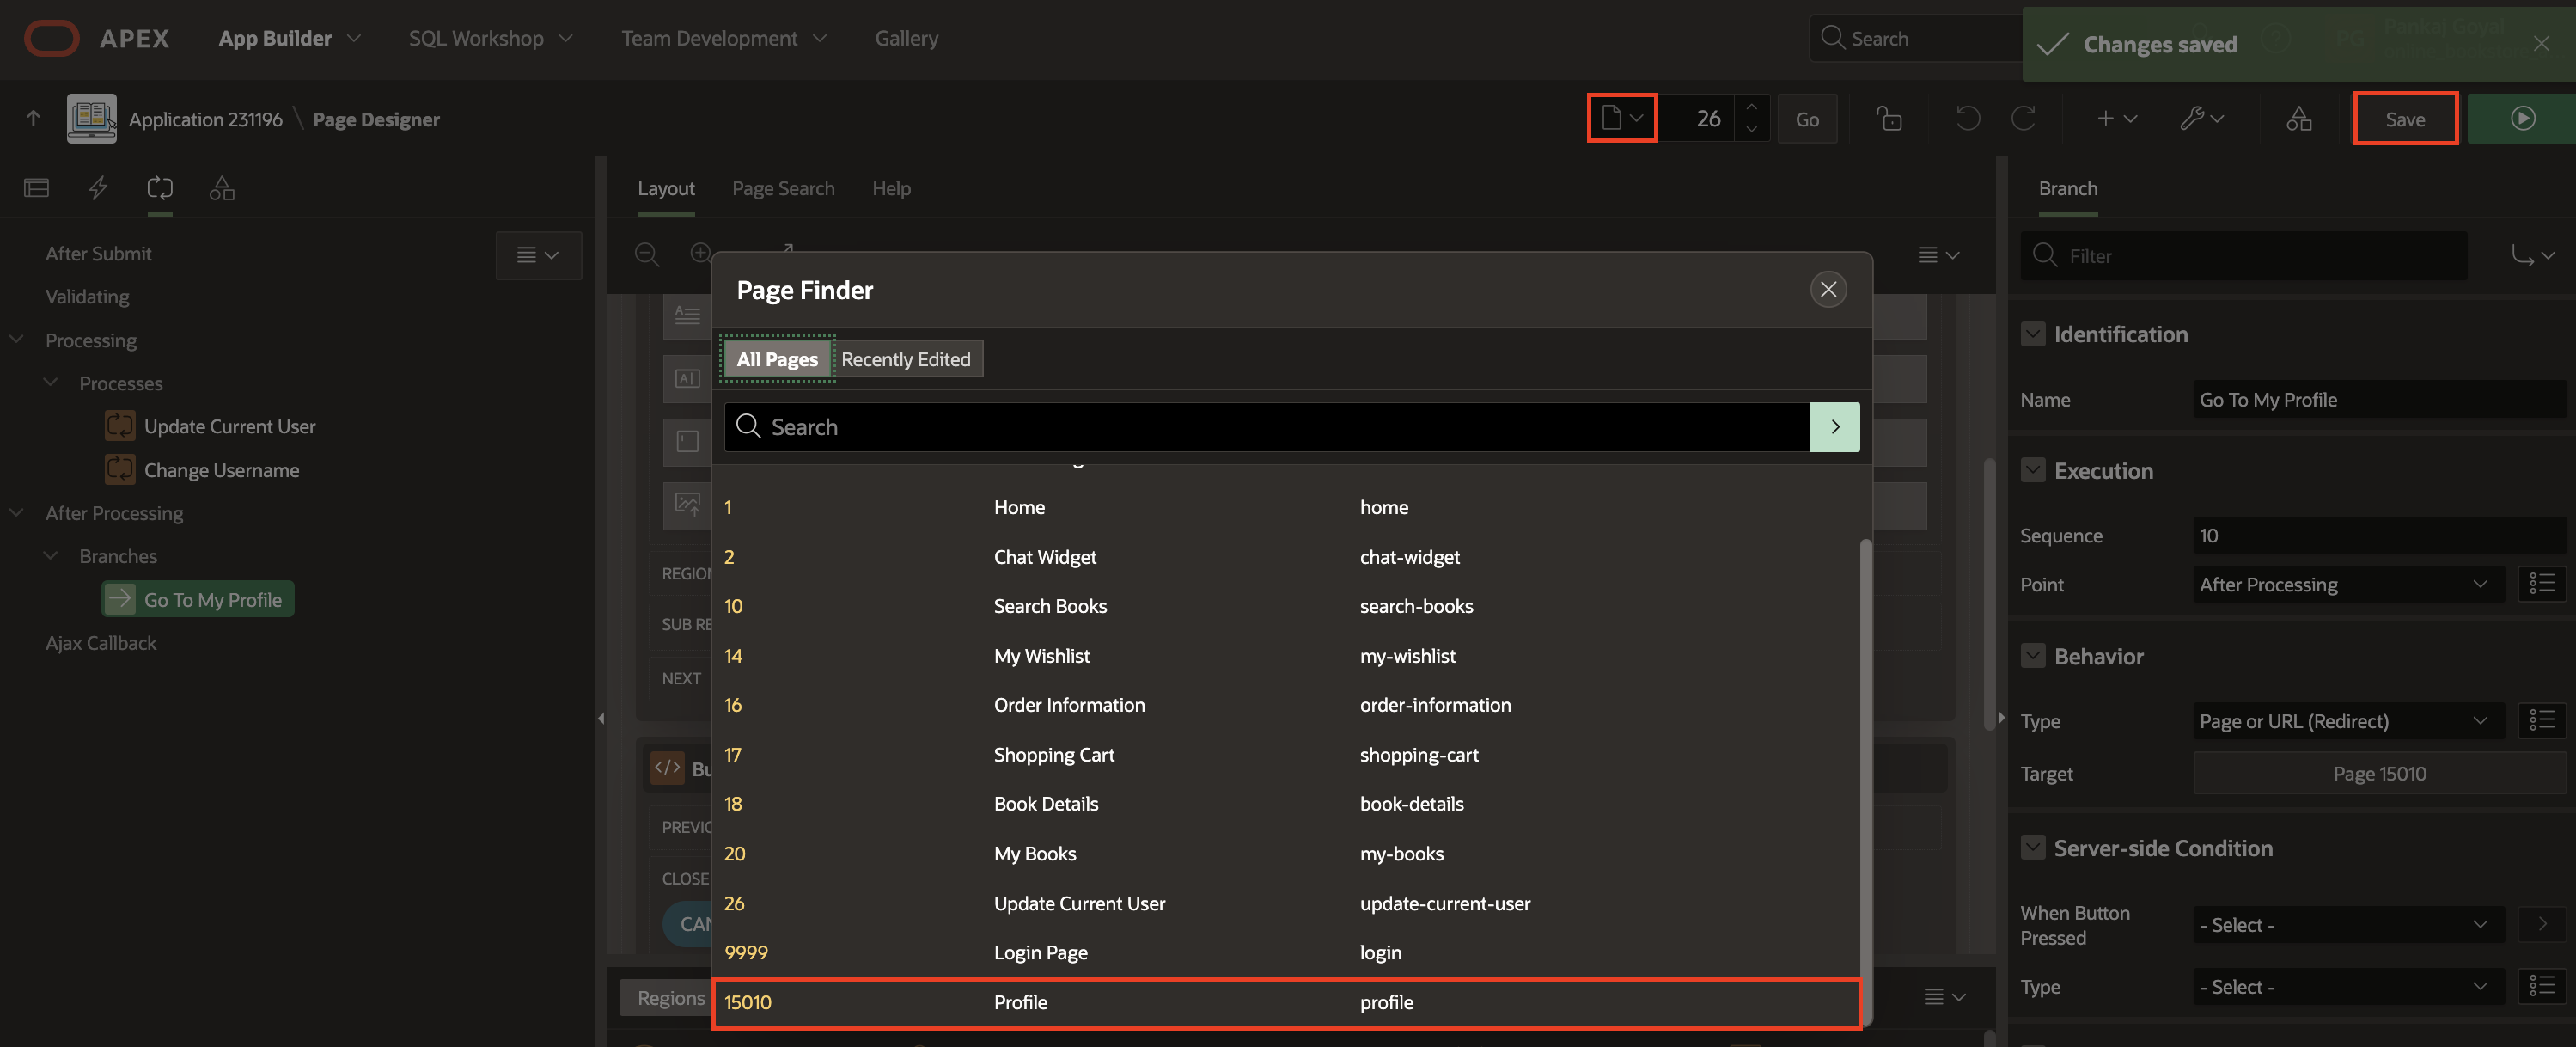 APEX App Builder SQL Workshop Team Development Gallery Search Changes saved
Application 231196 \ Page Designer 26 Go Save
Layout Page Search Help
Branch
Filter
After Submit
Validating
Processing
Processes
Update Current User
Change Username
After Processing
Branches
Go To My Profile
Ajax Callback
Page Finder
All Pages Recently Edited
Search
1 Home home
2 Chat Widget chat-widget
10 Search Books search-books
14 My Wishlist my-wishlist
16 Order Information order-information
17 Shopping Cart shopping-cart
18 Book Details book-details
20 My Books my-books
26 Update Current User update-current-user
9999 Login Page login
15010 Profile profile
REGION
SUB RE
NEXT
Bu
PREVIO
CLOSE
CAN
Regions
Identification
Name Go To My Profile
Execution
Sequence 10
Point After Processing
Behavior
Type Page or URL (Redirect)
Target Page 15010
Server-side Condition
When Button Pressed - Select -
Type - Select -